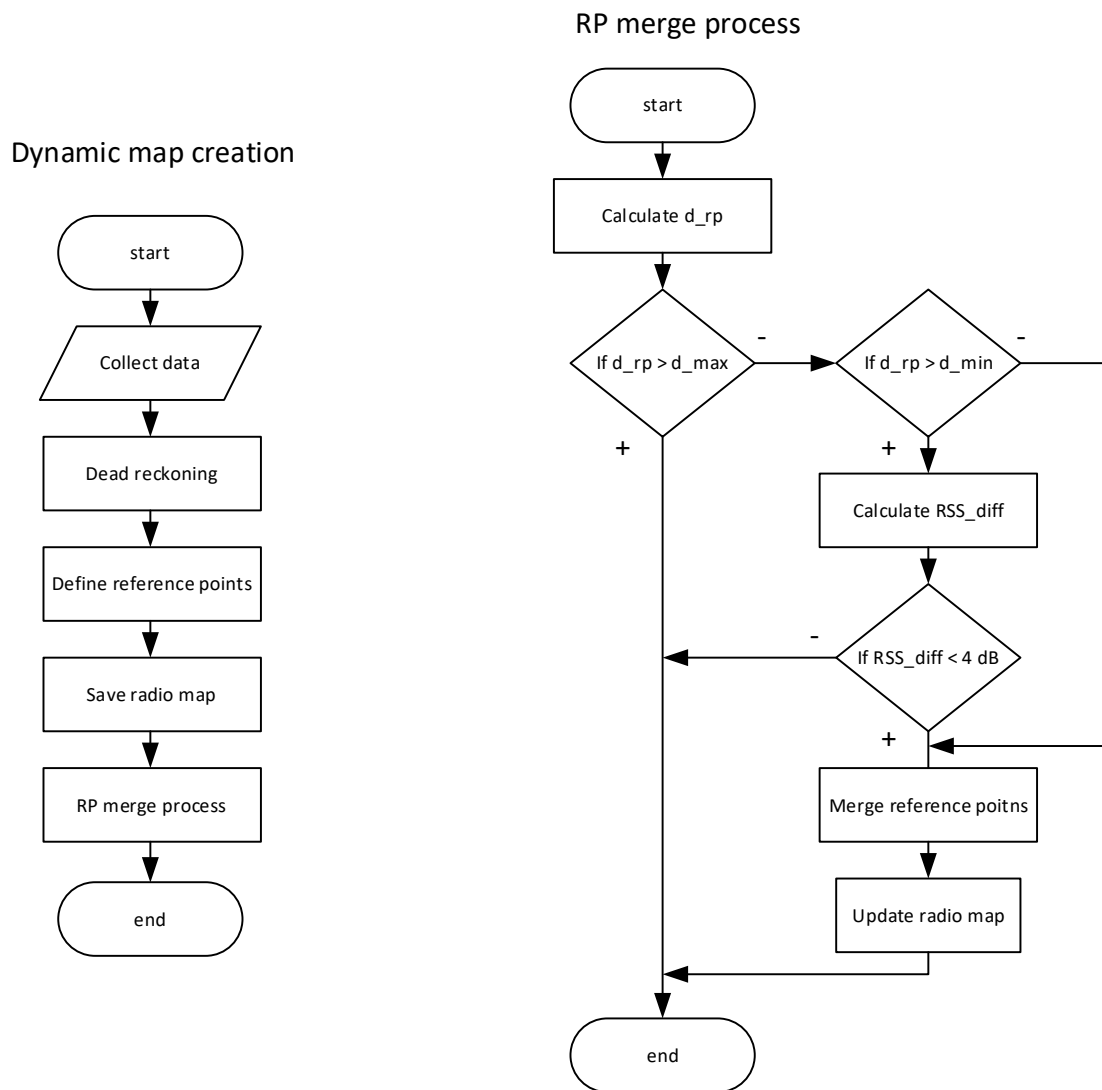 Dynamic map creation
start
Collect data
Dead reckoning
Define reference points
Save radio map
RP merge process
end
RP merge process
start
Calculate d_rp
If d_rp > d_max
-
+
If d_rp > d_min
-
+
Calculate RSS_diff
If RSS_diff < 4 dB
-
+
Merge reference poitns
Update radio map
end